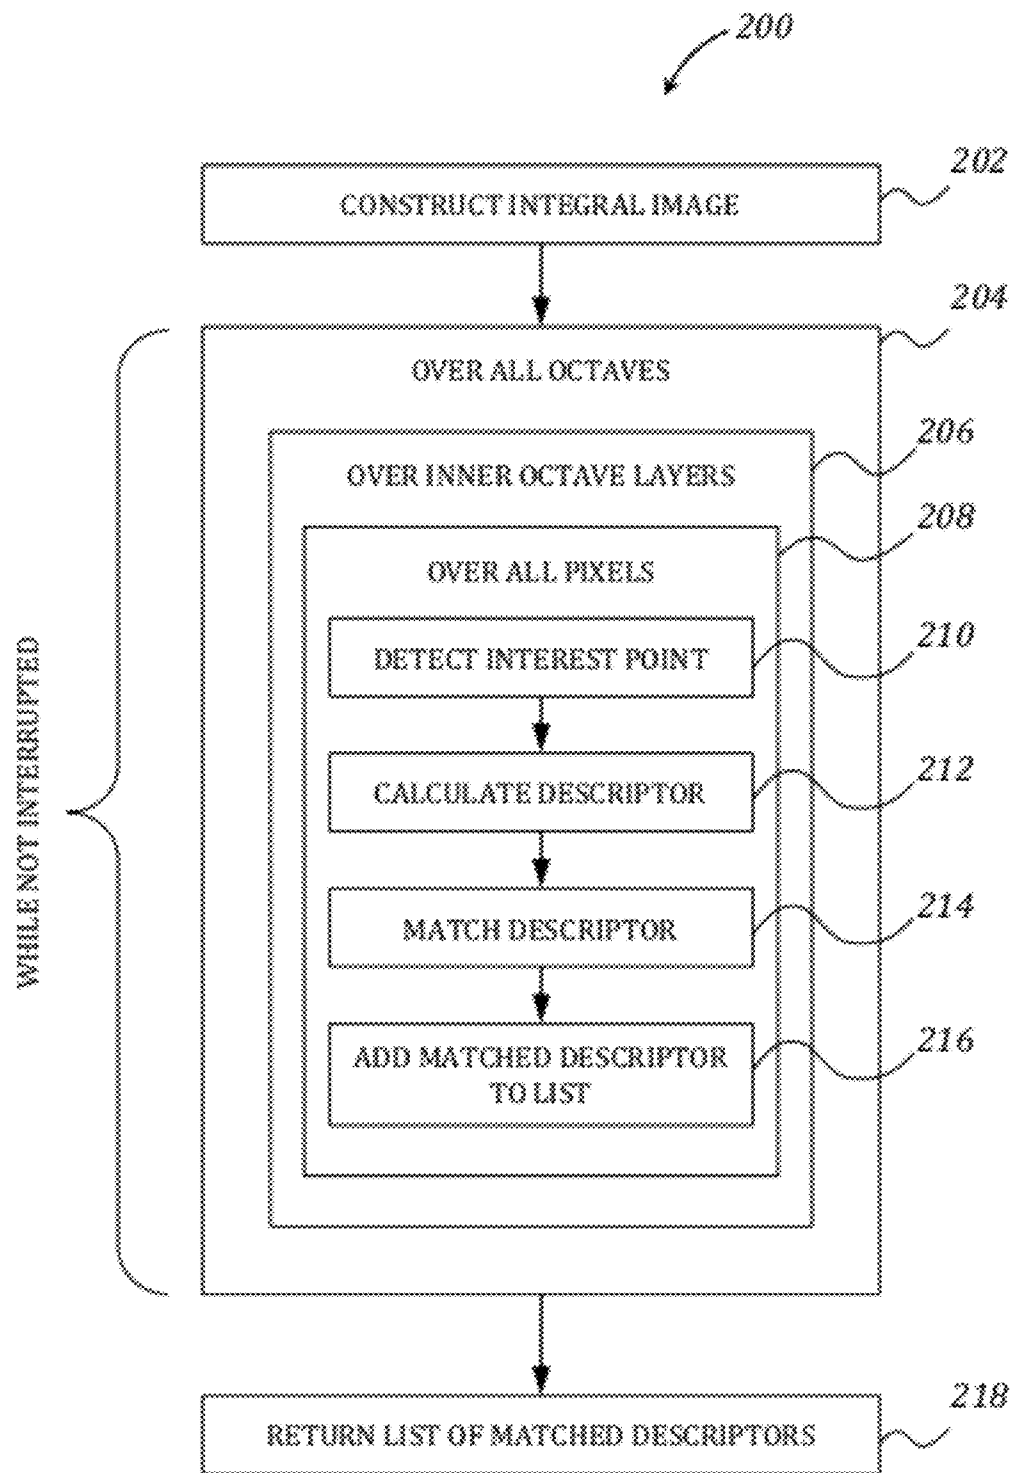 200
CONSTRUCT INTEGRAL IMAGE
202
204
OVER ALL OCTAVES
206
OVER INNER OCTAVE LAYERS
208
OVER ALL PIXELS
210
DETECT INTEREST POINT
212
CALCULATE DESCRIPTOR
214
MATCH DESCRIPTOR
216
ADD MATCHED DESCRIPTOR
TO LIST
WHILE NOT INTERRUPTED
218
RETURN LIST OF MATCHED DESCRIPTORS